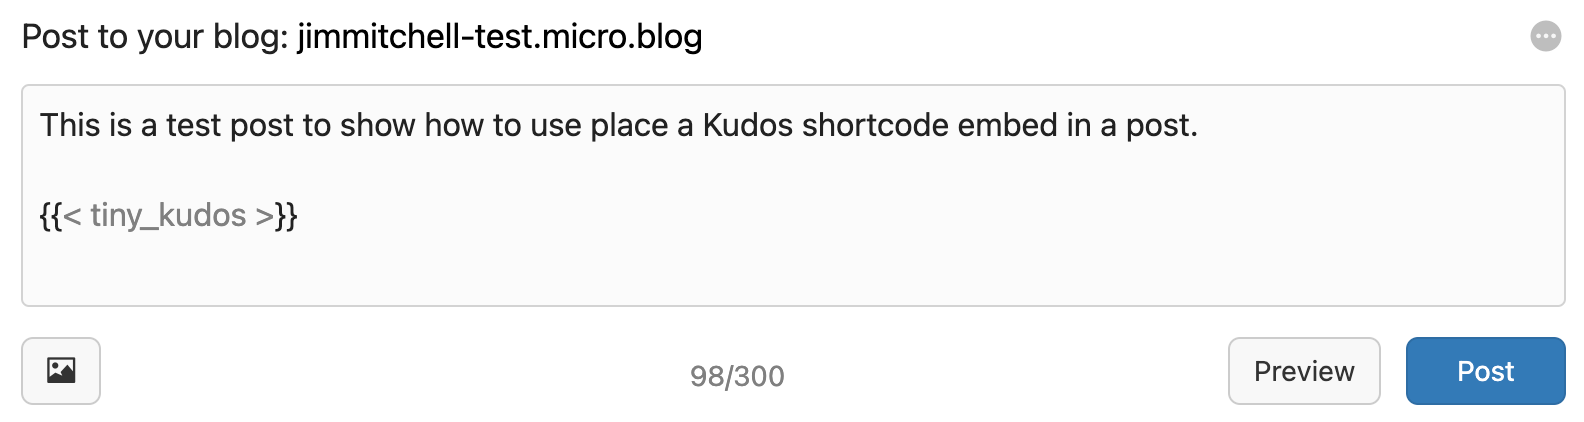 Post to your blog: jimmitchell-test.micro.blog
This is a test post to show how to use place a Kudos shortcode embed in a post.
{{< tiny_kudos >}}
98/300
Preview
Post